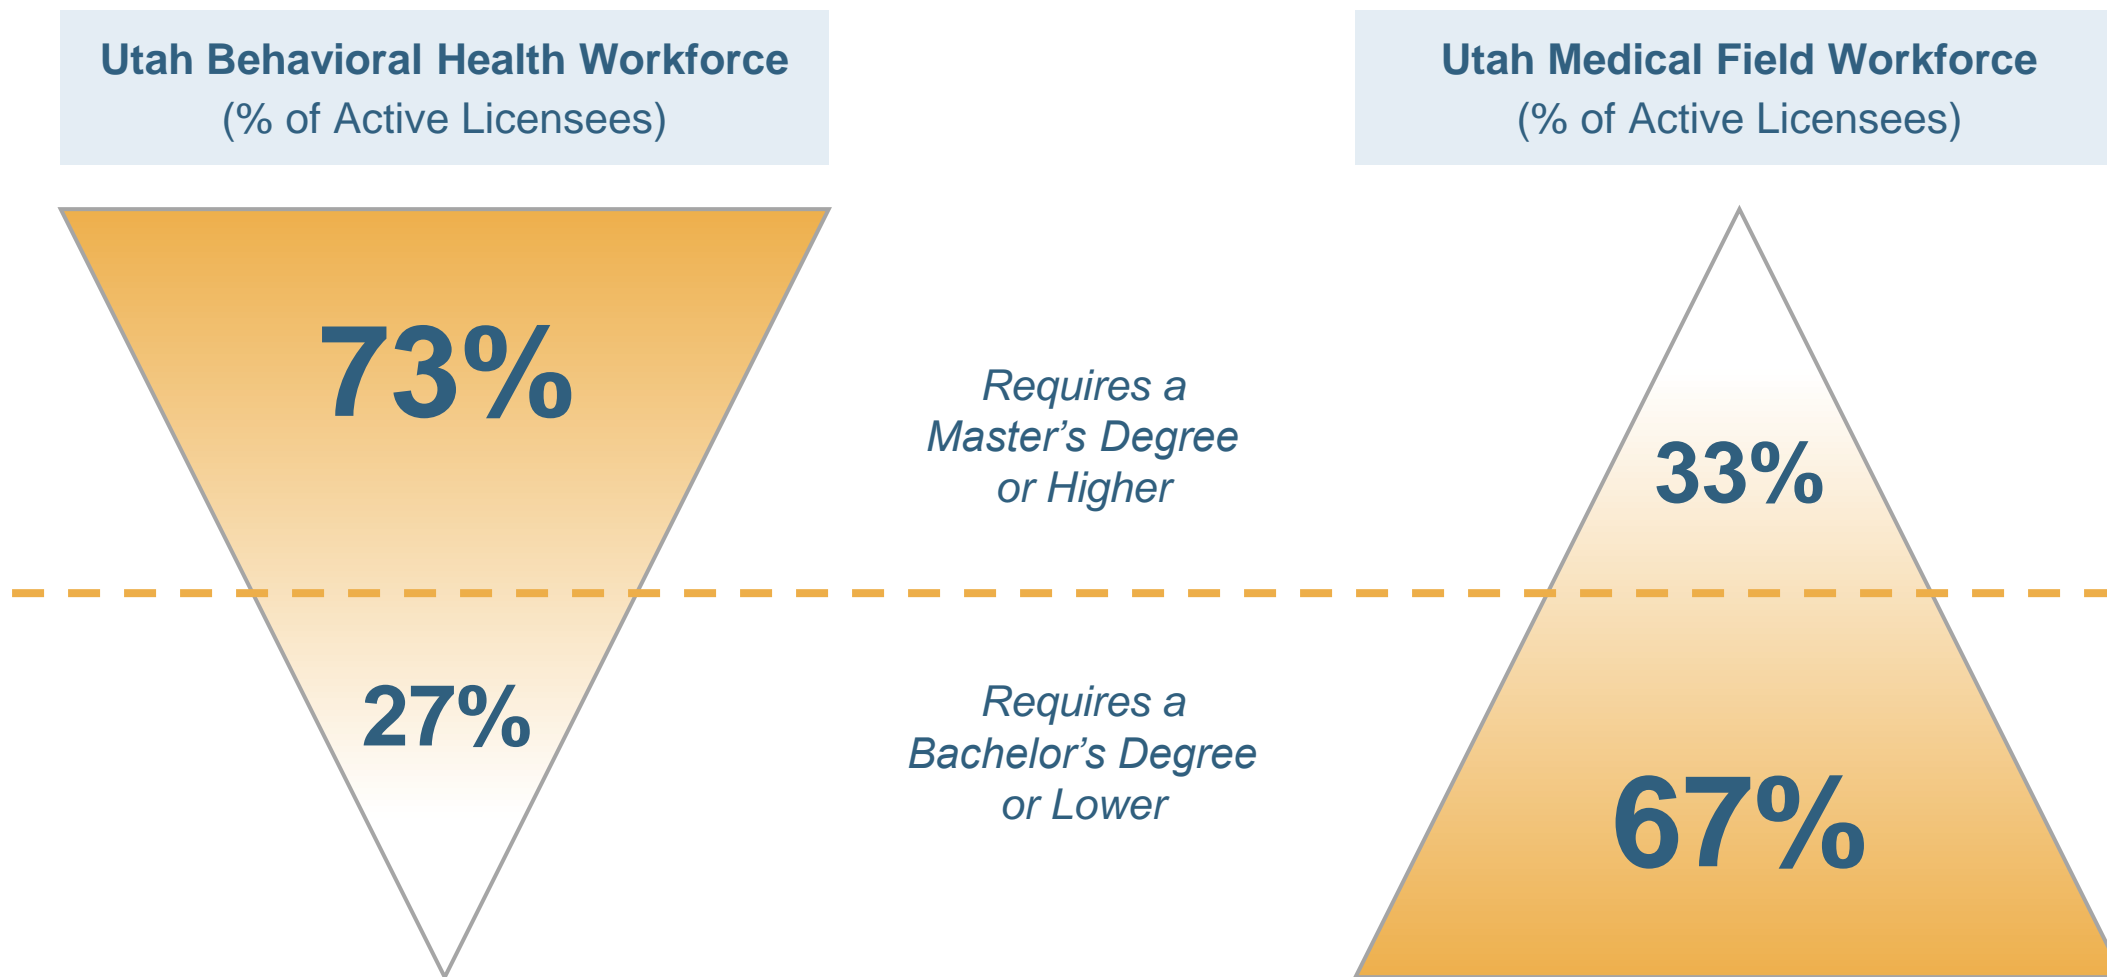 Utah Behavioral Health Workforce
(% of Active Licensees)
Utah Medical Field Workforce
(% of Active Licensees)
73%
Requires a
Master’s Degree
or Higher
33%
27%
Requires a
Bachelor’s Degree
or Lower
67%